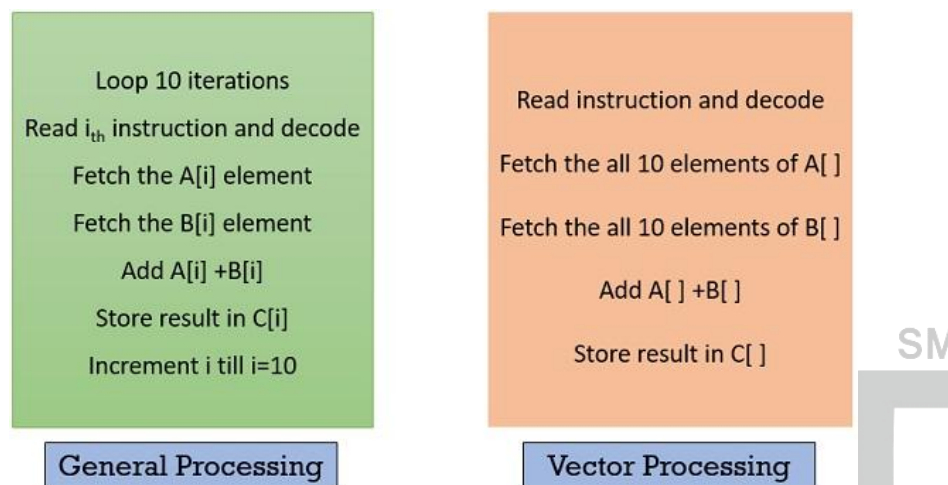 Loop 10 iterations
Read ith instruction and decode
Fetch the A[i] element
Fetch the B[i] element
Add A[i] +B[i]
Store result in C[i]
Increment i till i=10
General Processing
Read instruction and decode
Fetch the all 10 elements of A[ ]
Fetch the all 10 elements of B[ ]
Add A[ ] +B[ ]
Store result in C[ ]
Vector Processing
SM